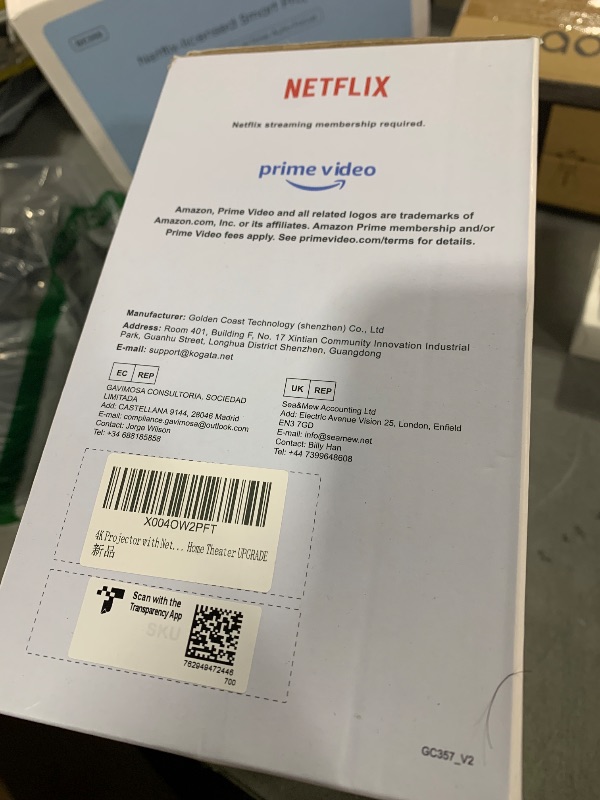 NETFLIX
Netflix streaming membership required.
prime video
Amazon, Prime Video and all related logos are trademarks of
Amazon.com, Inc. or its affiliates. Amazon Prime membership and/or
Prime Video fees apply. See primevideo.com/terms for details.
Manufacturer: Golden Coast Technology (shenzhen) Co., Ltd
Address: Room 401, Building F, No. 17 Xintian Community Innovation Industrial
Park, Guanhu Street, Longhua District Shenzhen, Guangdong
E-mail: support@kogata.net
EC REP
GAVIMOSA CONSULTORIA, SOCIEDAD
LIMITADA
Add: CASTELLANA 9144, 28046 Madrid
E-mail: compliance.gavimosa@outlook.com
Contact: Jorge Wilson
Tel: +34 688185858
UK REP
Sea&Mew Accounting Ltd
Add: Electric Avenue Vision 25, London, Enfield
EN3 7GD
E-mail: info@seamew.net
Contact: Billy Han
Tel: +44 7399648608
X004OW2PFT
4K Projector with Net... Home Theater UPGRADE
新品
Scan with the
Transparency App
SKU
782949472446
700
GC357_V2